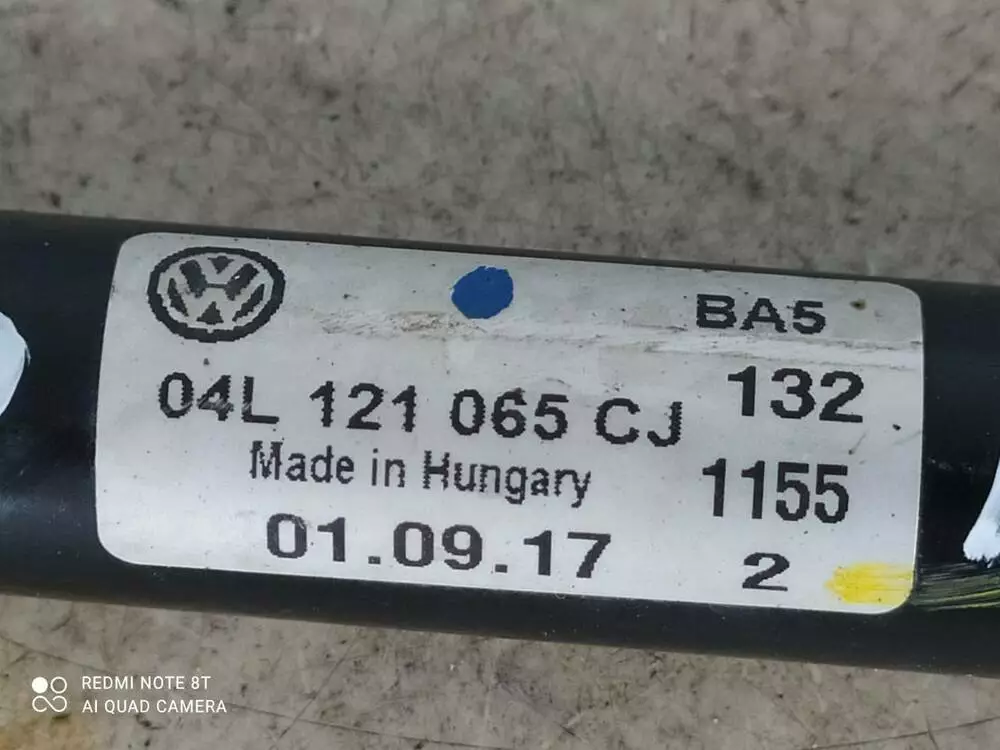 BA5
04L 121 065 CJ 132
Made in Hungary 1155
01.09.17 2
REDMI NOTE 8T
AI QUAD CAMERA